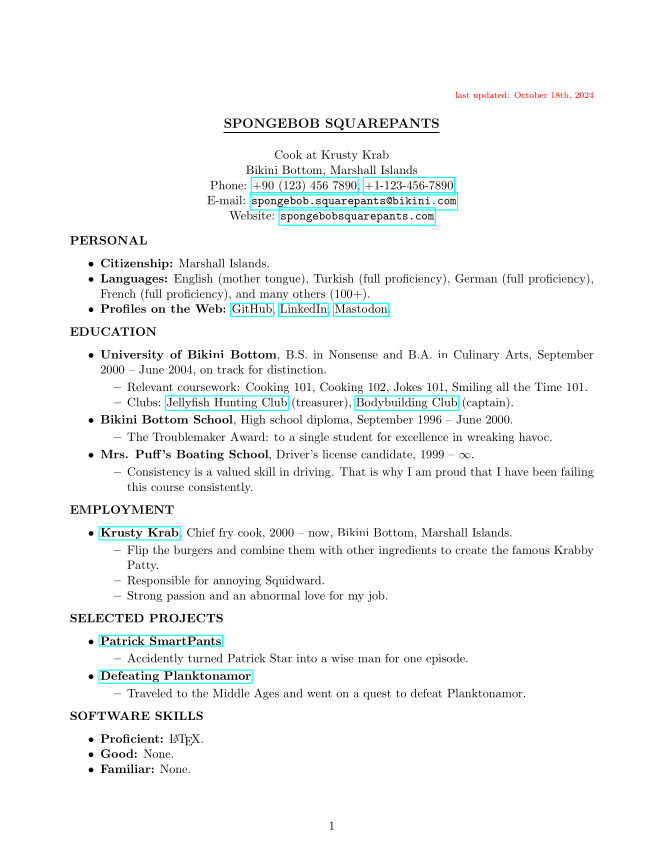 last updated: October 18th, 2024
SPONGEBOB SQUAREPANTS
Cook at Krusty Krab
Bikini Bottom, Marshall Islands
Phone: +90 (123) 456 7890, +1-123-456-7890
E-mail: spongebob.squarepants@bikini.com
Website: spongebobsquarepants.com
PERSONAL
• Citizenship: Marshall Islands.
• Languages: English (mother tongue), Turkish (full proficiency), German (full proficiency),
French (full proficiency), and many others (100+).
• Profiles on the Web: GitHub, LinkedIn, Mastodon.
EDUCATION
• University of Bikini Bottom, B.S. in Nonsense and B.A. in Culinary Arts, September
2000 – June 2004, on track for distinction.
– Relevant coursework: Cooking 101, Cooking 102, Jokes 101, Smiling all the Time 101.
– Clubs: Jellyfish Hunting Club (treasurer), Bodybuilding Club (captain).
• Bikini Bottom School, High school diploma, September 1996 – June 2000.
– The Troublemaker Award: to a single student for excellence in wreaking havoc.
• Mrs. Puff's Boating School, Driver's license candidate, 1999 – ∞.
– Consistency is a valued skill in driving. That is why I am proud that I have been failing
this course consistently.
EMPLOYMENT
• Krusty Krab, Chief fry cook, 2000 – now, Bikini Bottom, Marshall Islands.
– Flip the burgers and combine them with other ingredients to create the famous Krabby
Patty.
– Responsible for annoying Squidward.
– Strong passion and an abnormal love for my job.
SELECTED PROJECTS
• Patrick SmartPants
– Accidently turned Patrick Star into a wise man for one episode.
• Defeating Planktonamor
– Traveled to the Middle Ages and went on a quest to defeat Planktonamor.
SOFTWARE SKILLS
• Proficient: LATEX.
• Good: None.
• Familiar: None.
1